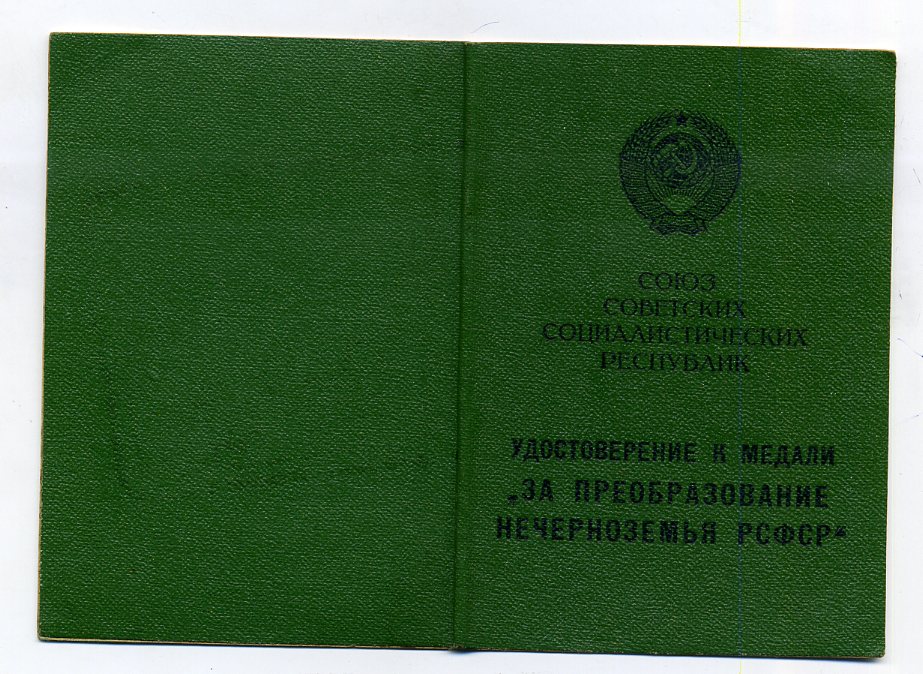 СОЮЗ
СОВЕТСКИХ
СОЦИАЛИСТИЧЕСКИХ
РЕСПУБЛИК
УДОСТОВЕРЕНИЕ К МЕДАЛИ
„ЗА ПРЕОБРАЗОВАНИЕ
НЕЧЕРНОЗЕМЬЯ РСФСР“